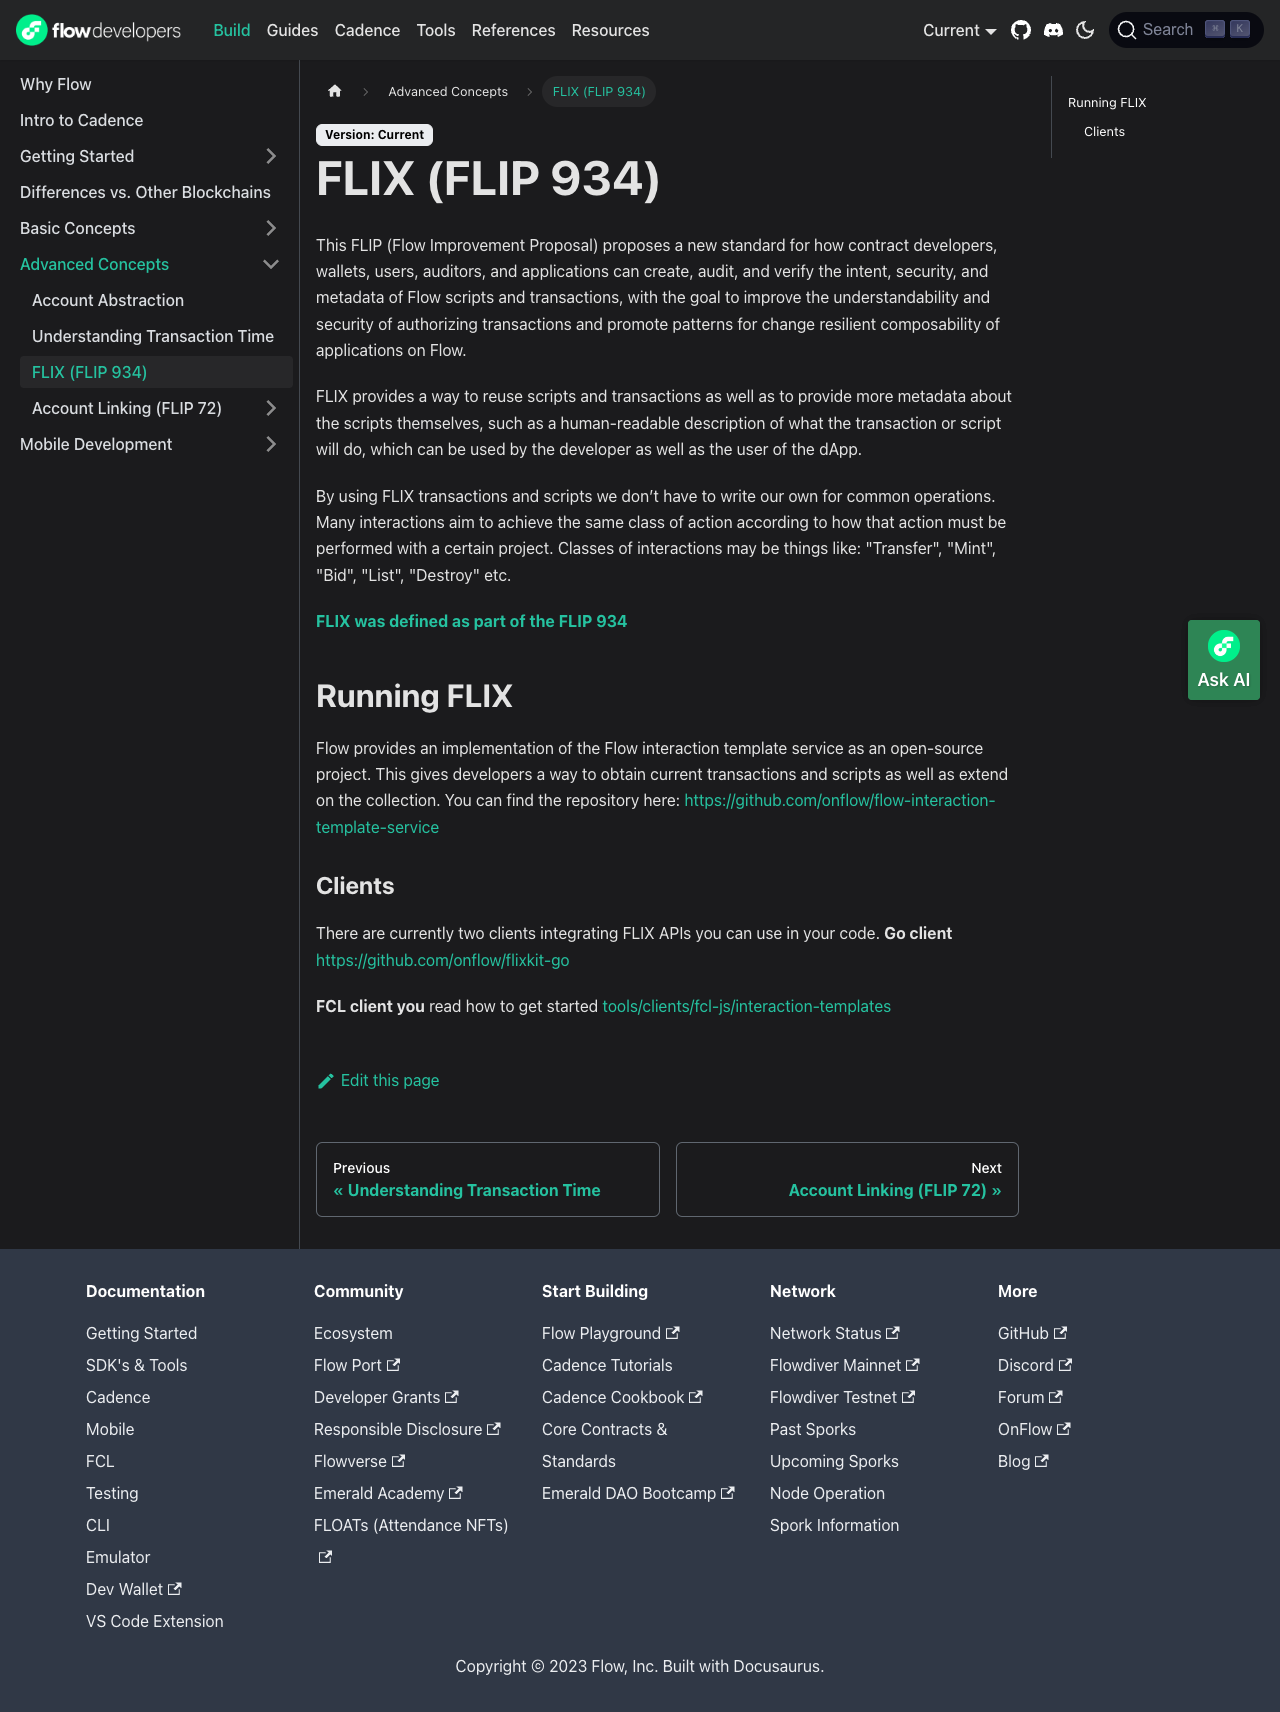 flowdevelopers
Build Guides Cadence Tools References Resources
Current
Search ⌘ K
Why Flow
Intro to Cadence
Getting Started
Differences vs. Other Blockchains
Basic Concepts
Advanced Concepts
Account Abstraction
Understanding Transaction Time
FLIX (FLIP 934)
Account Linking (FLIP 72)
Mobile Development
Advanced Concepts
FLIX (FLIP 934)
Version: Current
FLIX (FLIP 934)
This FLIP (Flow Improvement Proposal) proposes a new standard for how contract developers,
wallets, users, auditors, and applications can create, audit, and verify the intent, security, and
metadata of Flow scripts and transactions, with the goal to improve the understandability and
security of authorizing transactions and promote patterns for change resilient composability of
applications on Flow.
FLIX provides a way to reuse scripts and transactions as well as to provide more metadata about
the scripts themselves, such as a human-readable description of what the transaction or script
will do, which can be used by the developer as well as the user of the dApp.
By using FLIX transactions and scripts we don’t have to write our own for common operations.
Many interactions aim to achieve the same class of action according to how that action must be
performed with a certain project. Classes of interactions may be things like: "Transfer", "Mint",
"Bid", "List", "Destroy" etc.
FLIX was defined as part of the FLIP 934
Running FLIX
Flow provides an implementation of the Flow interaction template service as an open-source
project. This gives developers a way to obtain current transactions and scripts as well as extend
on the collection. You can find the repository here: https://github.com/onflow/flow-interaction-
template-service
Clients
There are currently two clients integrating FLIX APIs you can use in your code. Go client
https://github.com/onflow/flixkit-go
FCL client you read how to get started tools/clients/fcl-js/interaction-templates
Edit this page
Previous
« Understanding Transaction Time
Next
Account Linking (FLIP 72) »
Running FLIX
Clients
Ask AI
Documentation
Getting Started
SDK's & Tools
Cadence
Mobile
FCL
Testing
CLI
Emulator
Dev Wallet
VS Code Extension
Community
Ecosystem
Flow Port
Developer Grants
Responsible Disclosure
Flowverse
Emerald Academy
FLOATs (Attendance NFTs)
Start Building
Flow Playground
Cadence Tutorials
Cadence Cookbook
Core Contracts &
Standards
Emerald DAO Bootcamp
Network
Network Status
Flowdiver Mainnet
Flowdiver Testnet
Past Sporks
Upcoming Sporks
Node Operation
Spork Information
More
GitHub
Discord
Forum
OnFlow
Blog
Copyright © 2023 Flow, Inc. Built with Docusaurus.